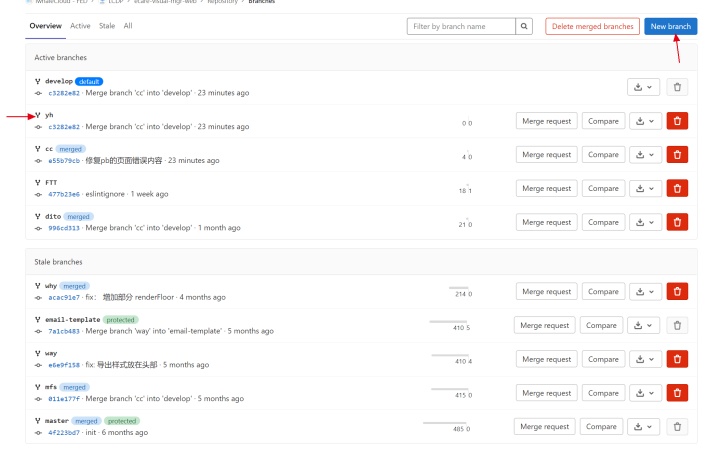 WhaleCloud - FED > ECDP > ecare-visual-mgr-web > Repository > Branches
Overview Active Stale All Filter by branch name Delete merged branches New branch
Active branches
develop default
c3282e82 · Merge branch 'cc' into 'develop' · 23 minutes ago
yh
c3282e82 · Merge branch 'cc' into 'develop' · 23 minutes ago 0 0 Merge request Compare
cc merged
e55b79cb · 修复pb的页面错误内容 · 23 minutes ago 4 0 Merge request Compare
FTT
477b23e6 · eslintignore · 1 week ago 18 1 Merge request Compare
dito merged
996cd313 · Merge branch 'cc' into 'develop' · 1 month ago 21 0 Merge request Compare
Stale branches
why merged
acac91e7 · fix: 增加部分 renderFloor · 4 months ago 214 0 Merge request Compare
email-template protected
7a1cb483 · Merge branch 'way' into 'email-template' · 5 months ago 410 5 Merge request Compare
way
e6e9f158 · fix: 导出样式放在头部 · 5 months ago 410 4 Merge request Compare
mfs merged
011e177f · Merge branch 'cc' into 'develop' · 5 months ago 415 0 Merge request Compare
master merged protected
4f223bd7 · init · 6 months ago 485 0 Merge request Compare